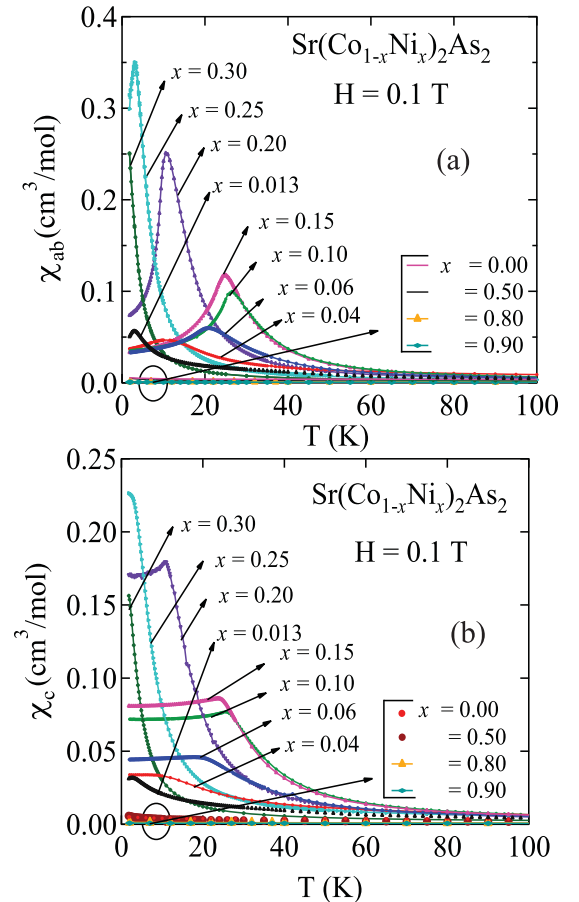 Sr(Co1-xNix)2As2
H = 0.1 T
(a)
x = 0.30
x = 0.25
x = 0.20
x = 0.013
x = 0.15
x = 0.10
x = 0.06
x = 0.04
x = 0.00
= 0.50
= 0.80
= 0.90
χab (cm3/mol)
0.4
0.3
0.2
0.1
0.0
0 20 40 60 80 100
T (K)
Sr(Co1-xNix)2As2
H = 0.1 T
(b)
x = 0.30
x = 0.25
x = 0.20
x = 0.013
x = 0.15
x = 0.10
x = 0.06
x = 0.04
x = 0.00
= 0.50
= 0.80
= 0.90
χc (cm3/mol)
0.25
0.20
0.15
0.10
0.05
0.00
0 20 40 60 80 100
T (K)